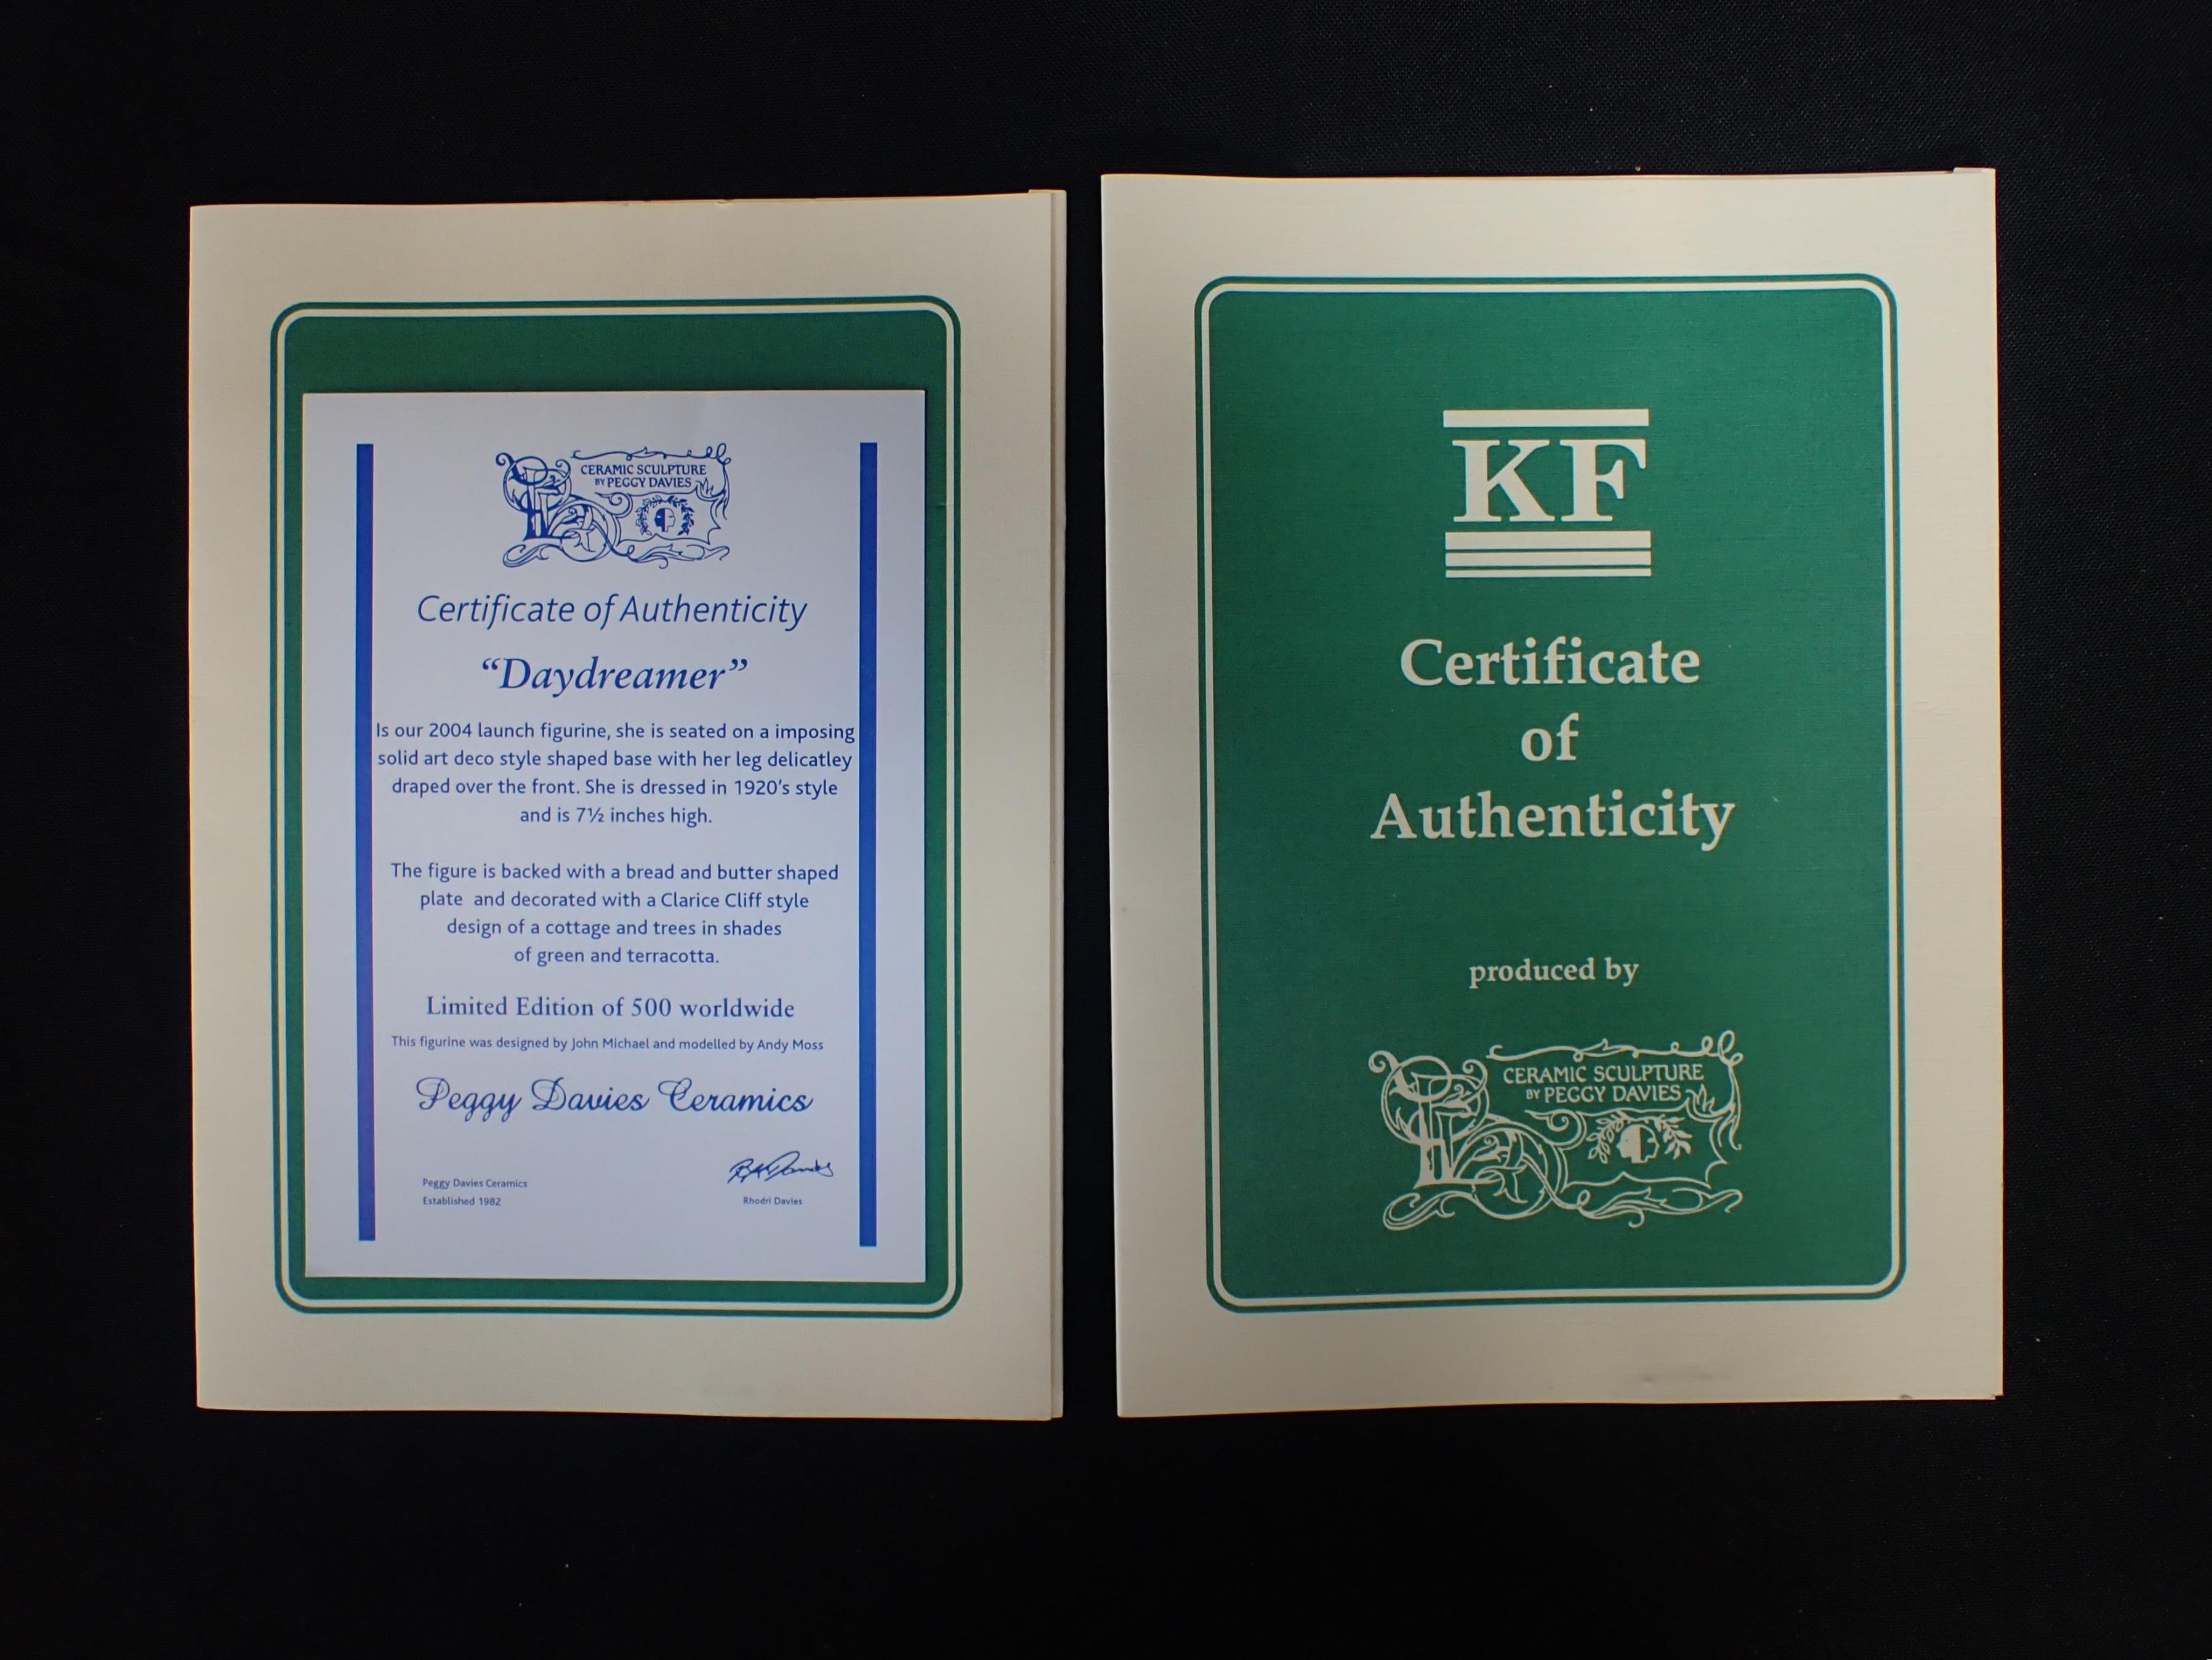 CERAMIC SCULPTURE
BY PEGGY DAVIES
Certificate of Authenticity
“Daydreamer”
Is our 2004 launch figurine, she is seated on a imposing
solid art deco style shaped base with her leg delicatley
draped over the front. She is dressed in 1920's style
and is 7½ inches high.
The figure is backed with a bread and butter shaped
plate and decorated with a Clarice Cliff style
design of a cottage and trees in shades
of green and terracotta.
Limited Edition of 500 worldwide
This figurine was designed by John Michael and modelled by Andy Moss
Peggy Davies Ceramics
Peggy Davies Ceramics
Established 1982
Rhodri Davies
KF
Certificate
of
Authenticity
produced by
CERAMIC SCULPTURE
BY PEGGY DAVIES